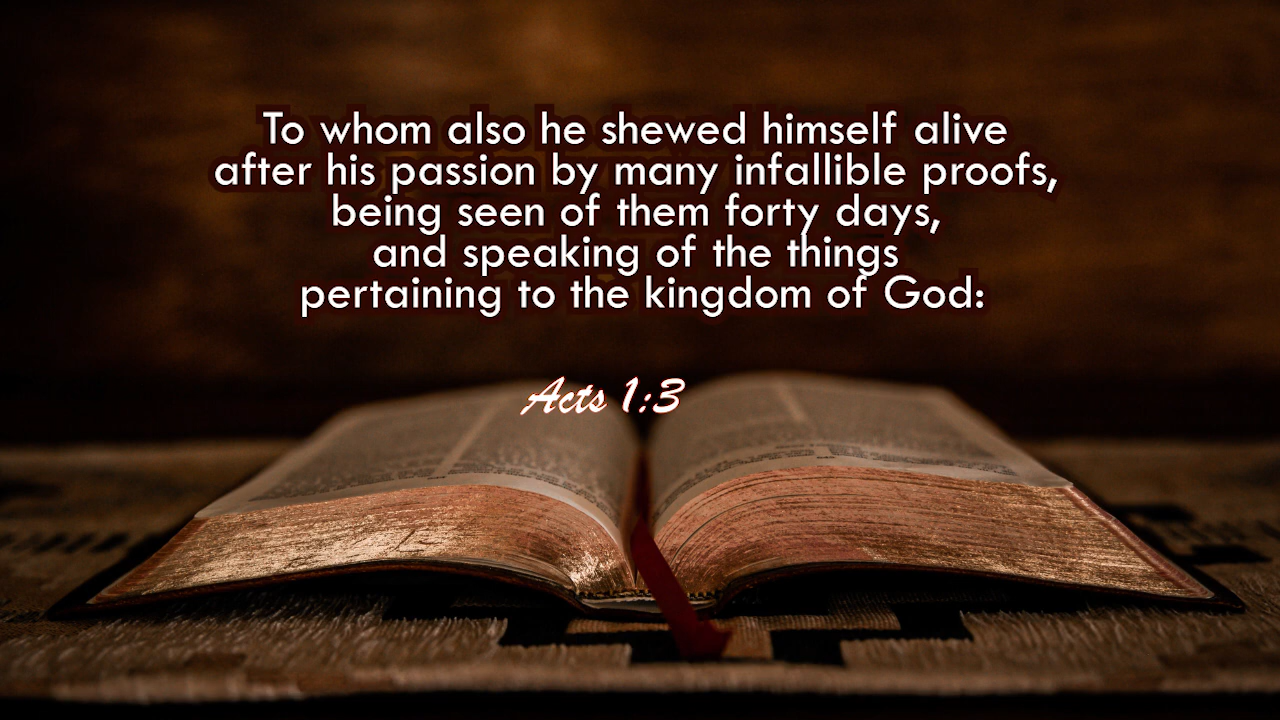 To whom also he shewed himself alive
after his passion by many infallible proofs,
being seen of them forty days,
and speaking of the things
pertaining to the kingdom of God:
Acts 1:3